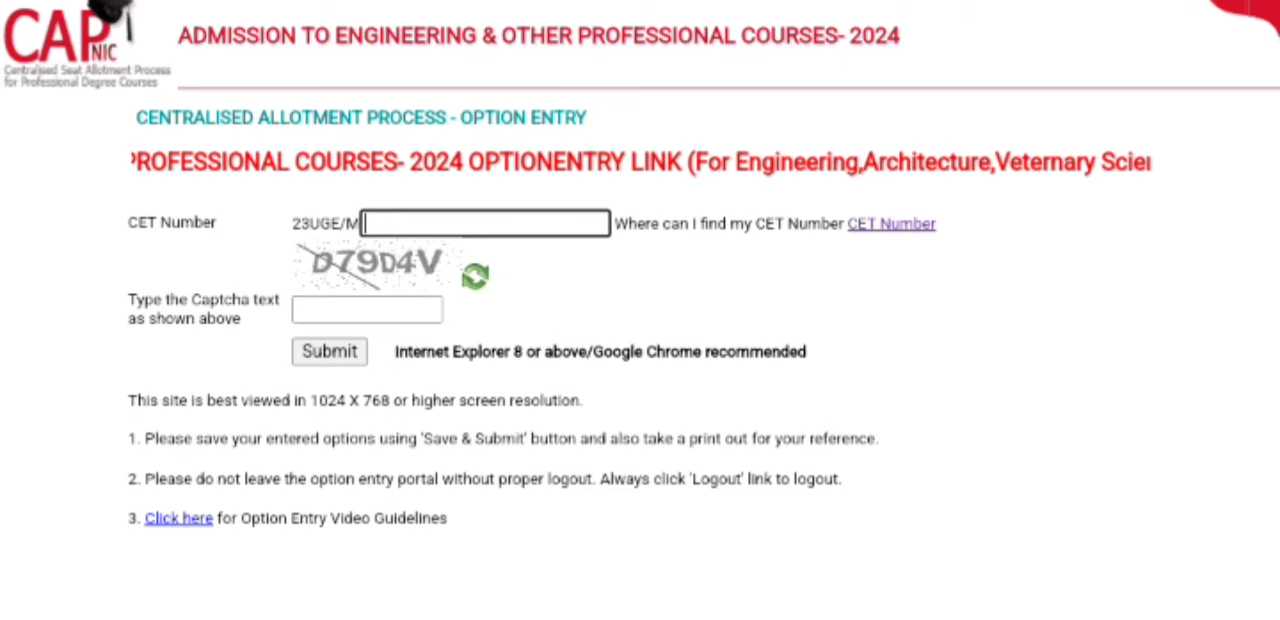 CAP NIC
Centralised Seat Allotment Process
for Professional Degree Courses
ADMISSION TO ENGINEERING & OTHER PROFESSIONAL COURSES- 2024
CENTRALISED ALLOTMENT PROCESS - OPTION ENTRY
PROFESSIONAL COURSES- 2024 OPTIONENTRY LINK (For Engineering,Architecture,Veternary Scien
CET Number 23UGE/M Where can I find my CET Number CET Number
D79D4V
Type the Captcha text
as shown above
Submit Internet Explorer 8 or above/Google Chrome recommended
This site is best viewed in 1024 X 768 or higher screen resolution.
1. Please save your entered options using 'Save & Submit' button and also take a print out for your reference.
2. Please do not leave the option entry portal without proper logout. Always click 'Logout' link to logout.
3. Click here for Option Entry Video Guidelines